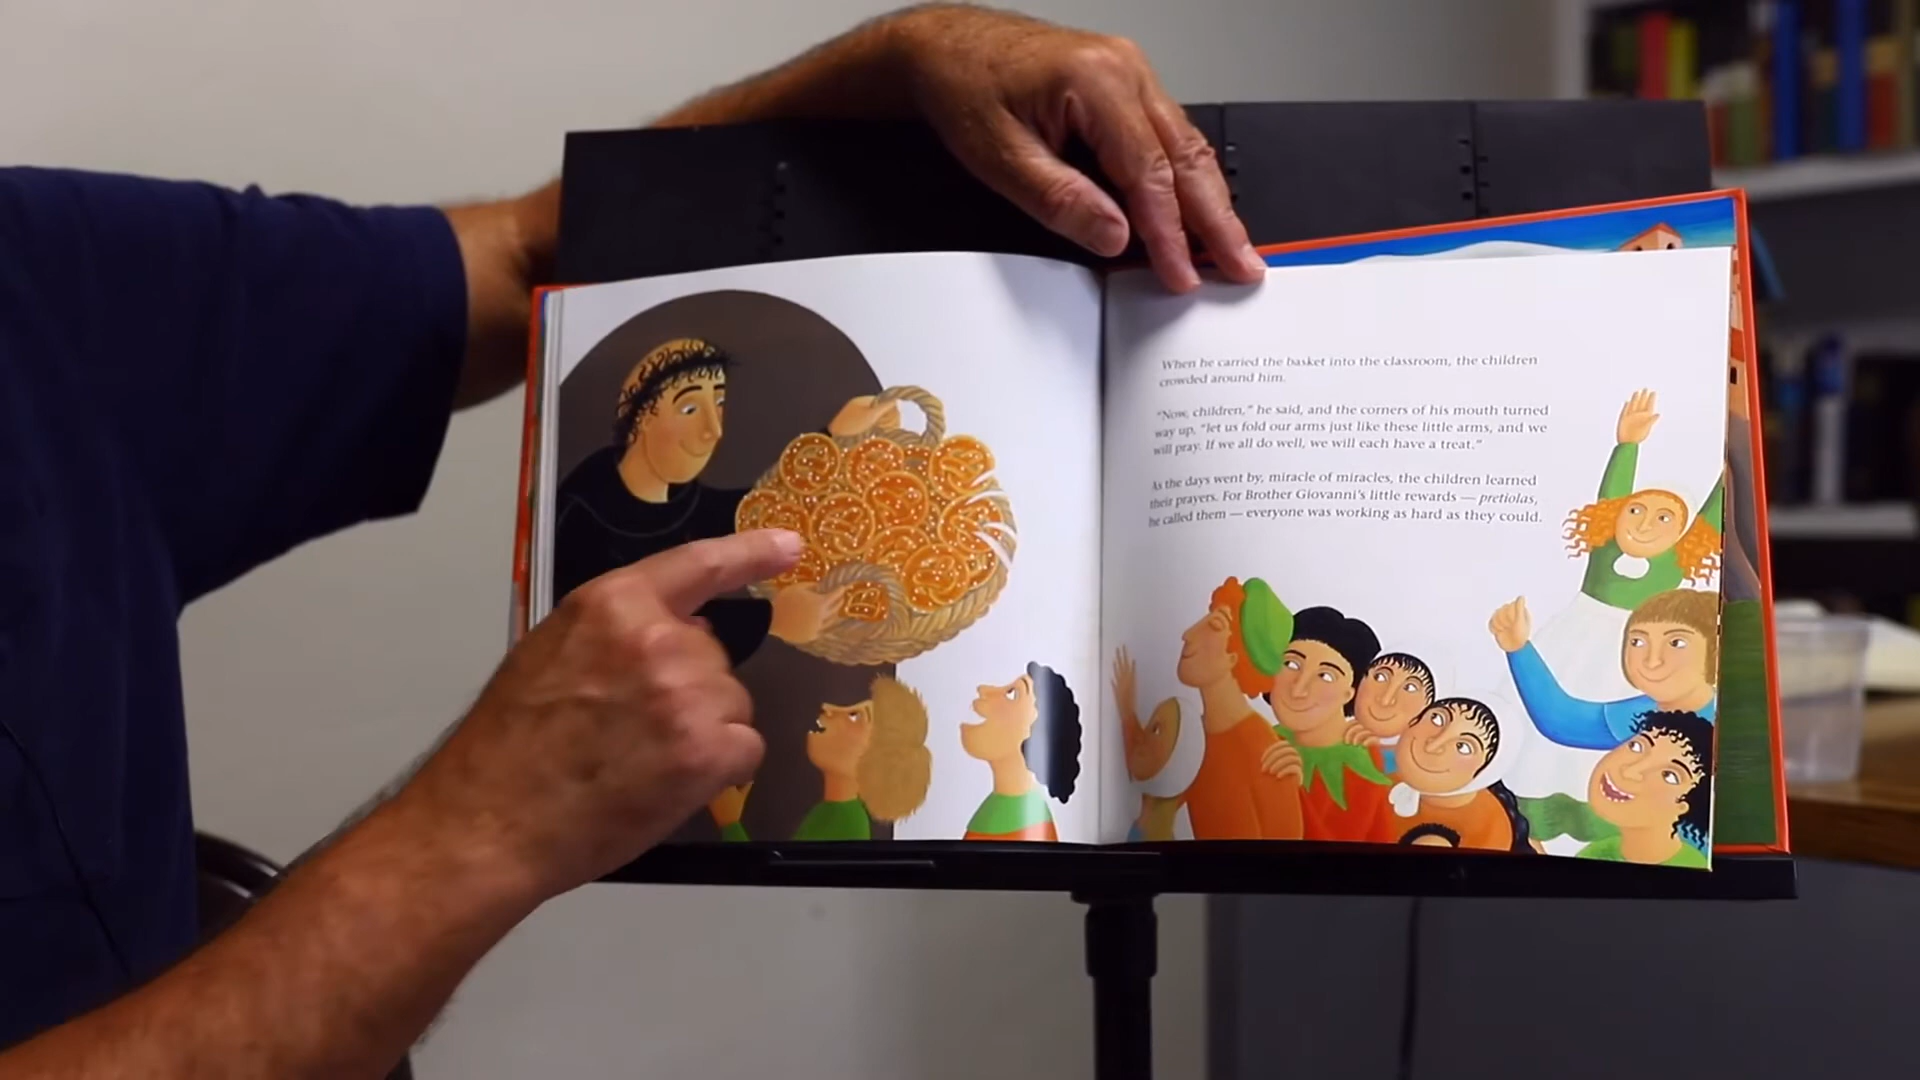 When he carried the basket into the classroom, the children
crowded around him.
“Now, children,” he said, and the corners of his mouth turned
way up, “let us fold our arms just like these little arms, and we
will pray. If we all do well, we will each have a treat.”
As the days went by, miracle of miracles, the children learned
their prayers. For Brother Giovanni’s little rewards — pretiolas,
he called them — everyone was working as hard as they could.